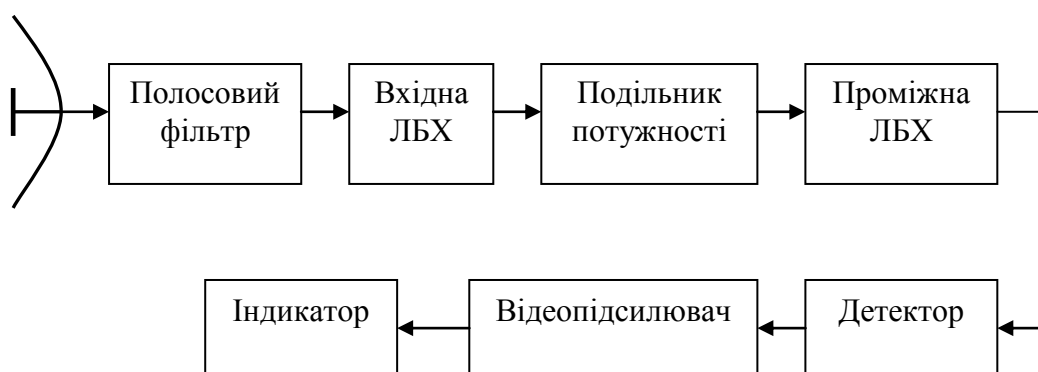 Полосовий
фільтр
Вхідна
ЛБХ
Подільник
потужності
Проміжна
ЛБХ
Індикатор
Відеопідсилювач
Детектор